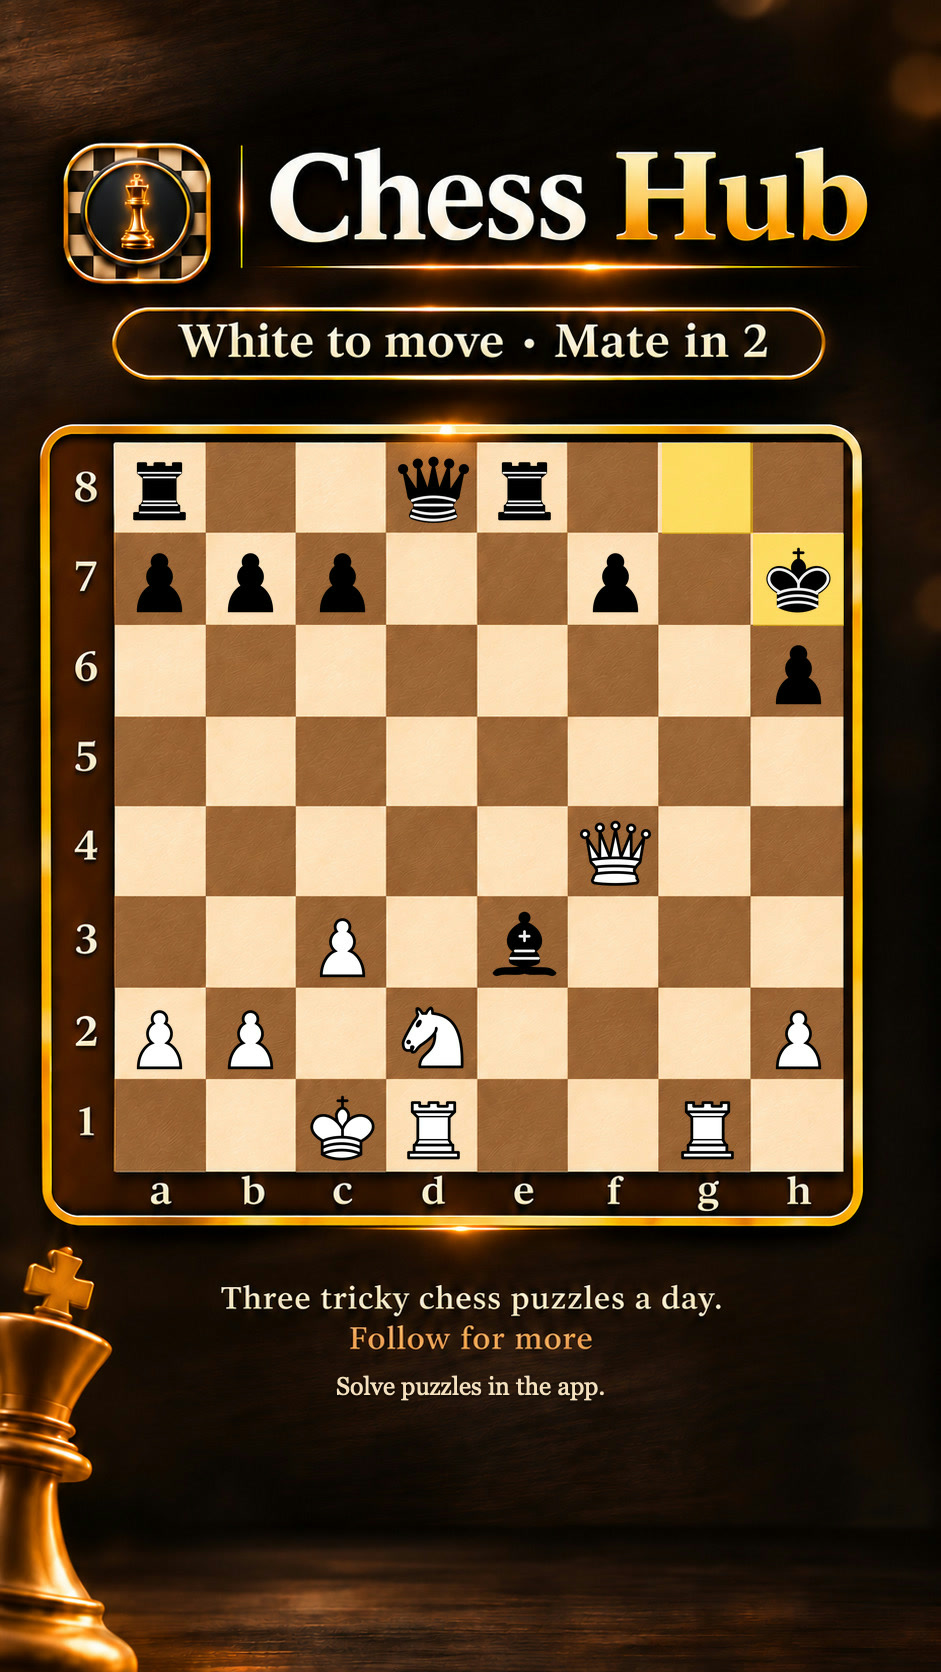 Chess Hub
White to move • Mate in 2
8
7
6
5
4
3
2
1
a b c d e f g h
Three tricky chess puzzles a day.
Follow for more
Solve puzzles in the app.